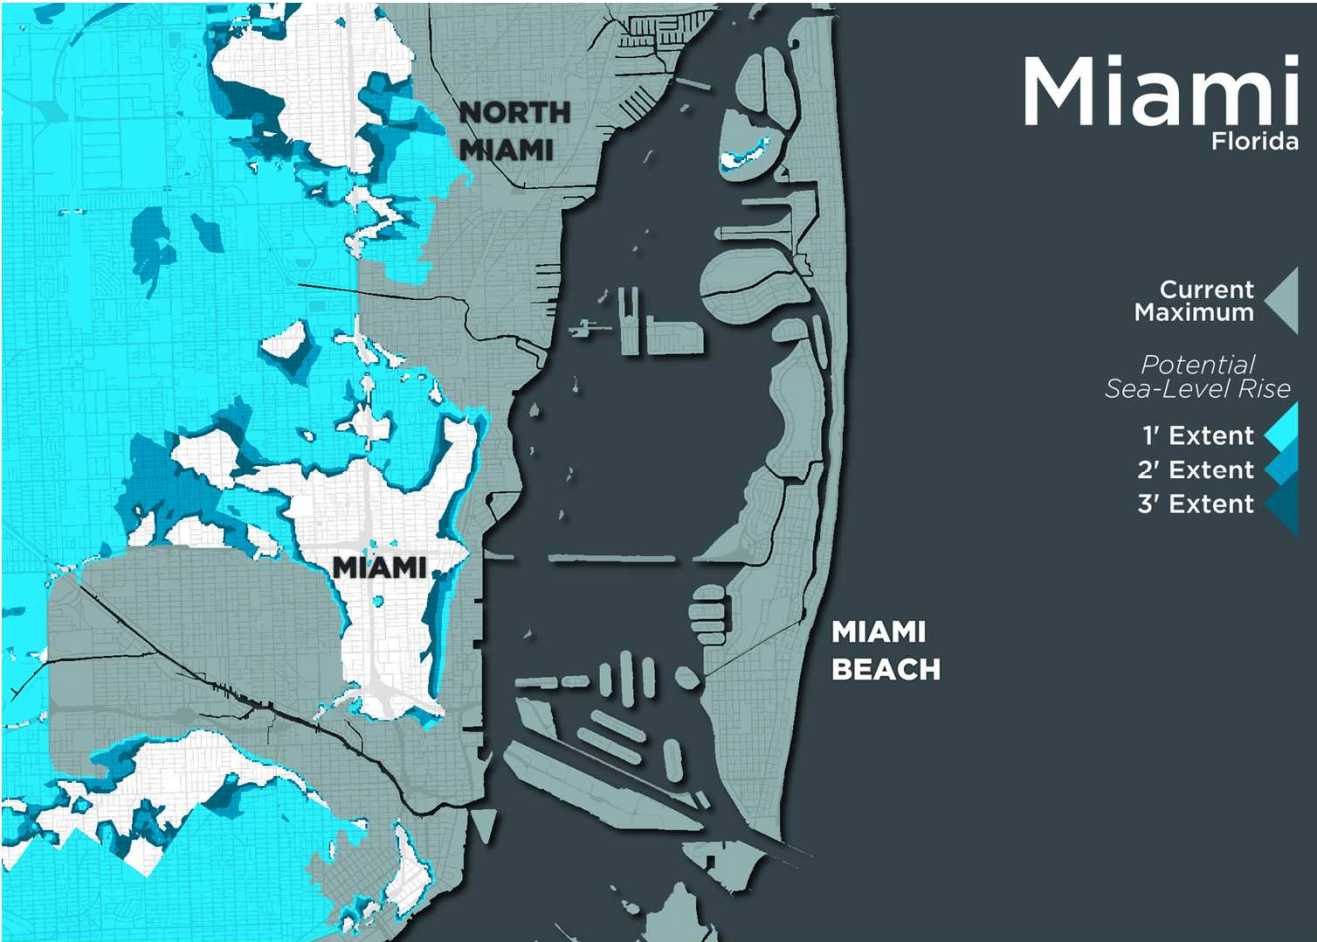 Miami
Florida
NORTH
MIAMI
Current
Maximum
Potential
Sea-Level Rise
1' Extent
2' Extent
3' Extent
MIAMI
MIAMI
BEACH